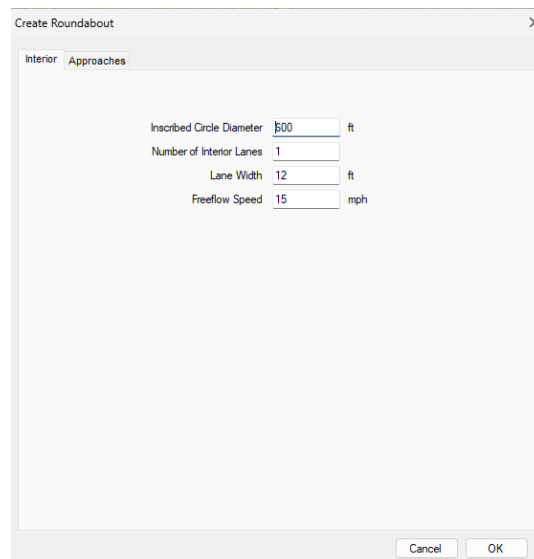 Create Roundabout
Interior Approaches
Inscribed Circle Diameter 600 ft
Number of Interior Lanes 1
Lane Width 12 ft
Freeflow Speed 15 mph
Cancel OK